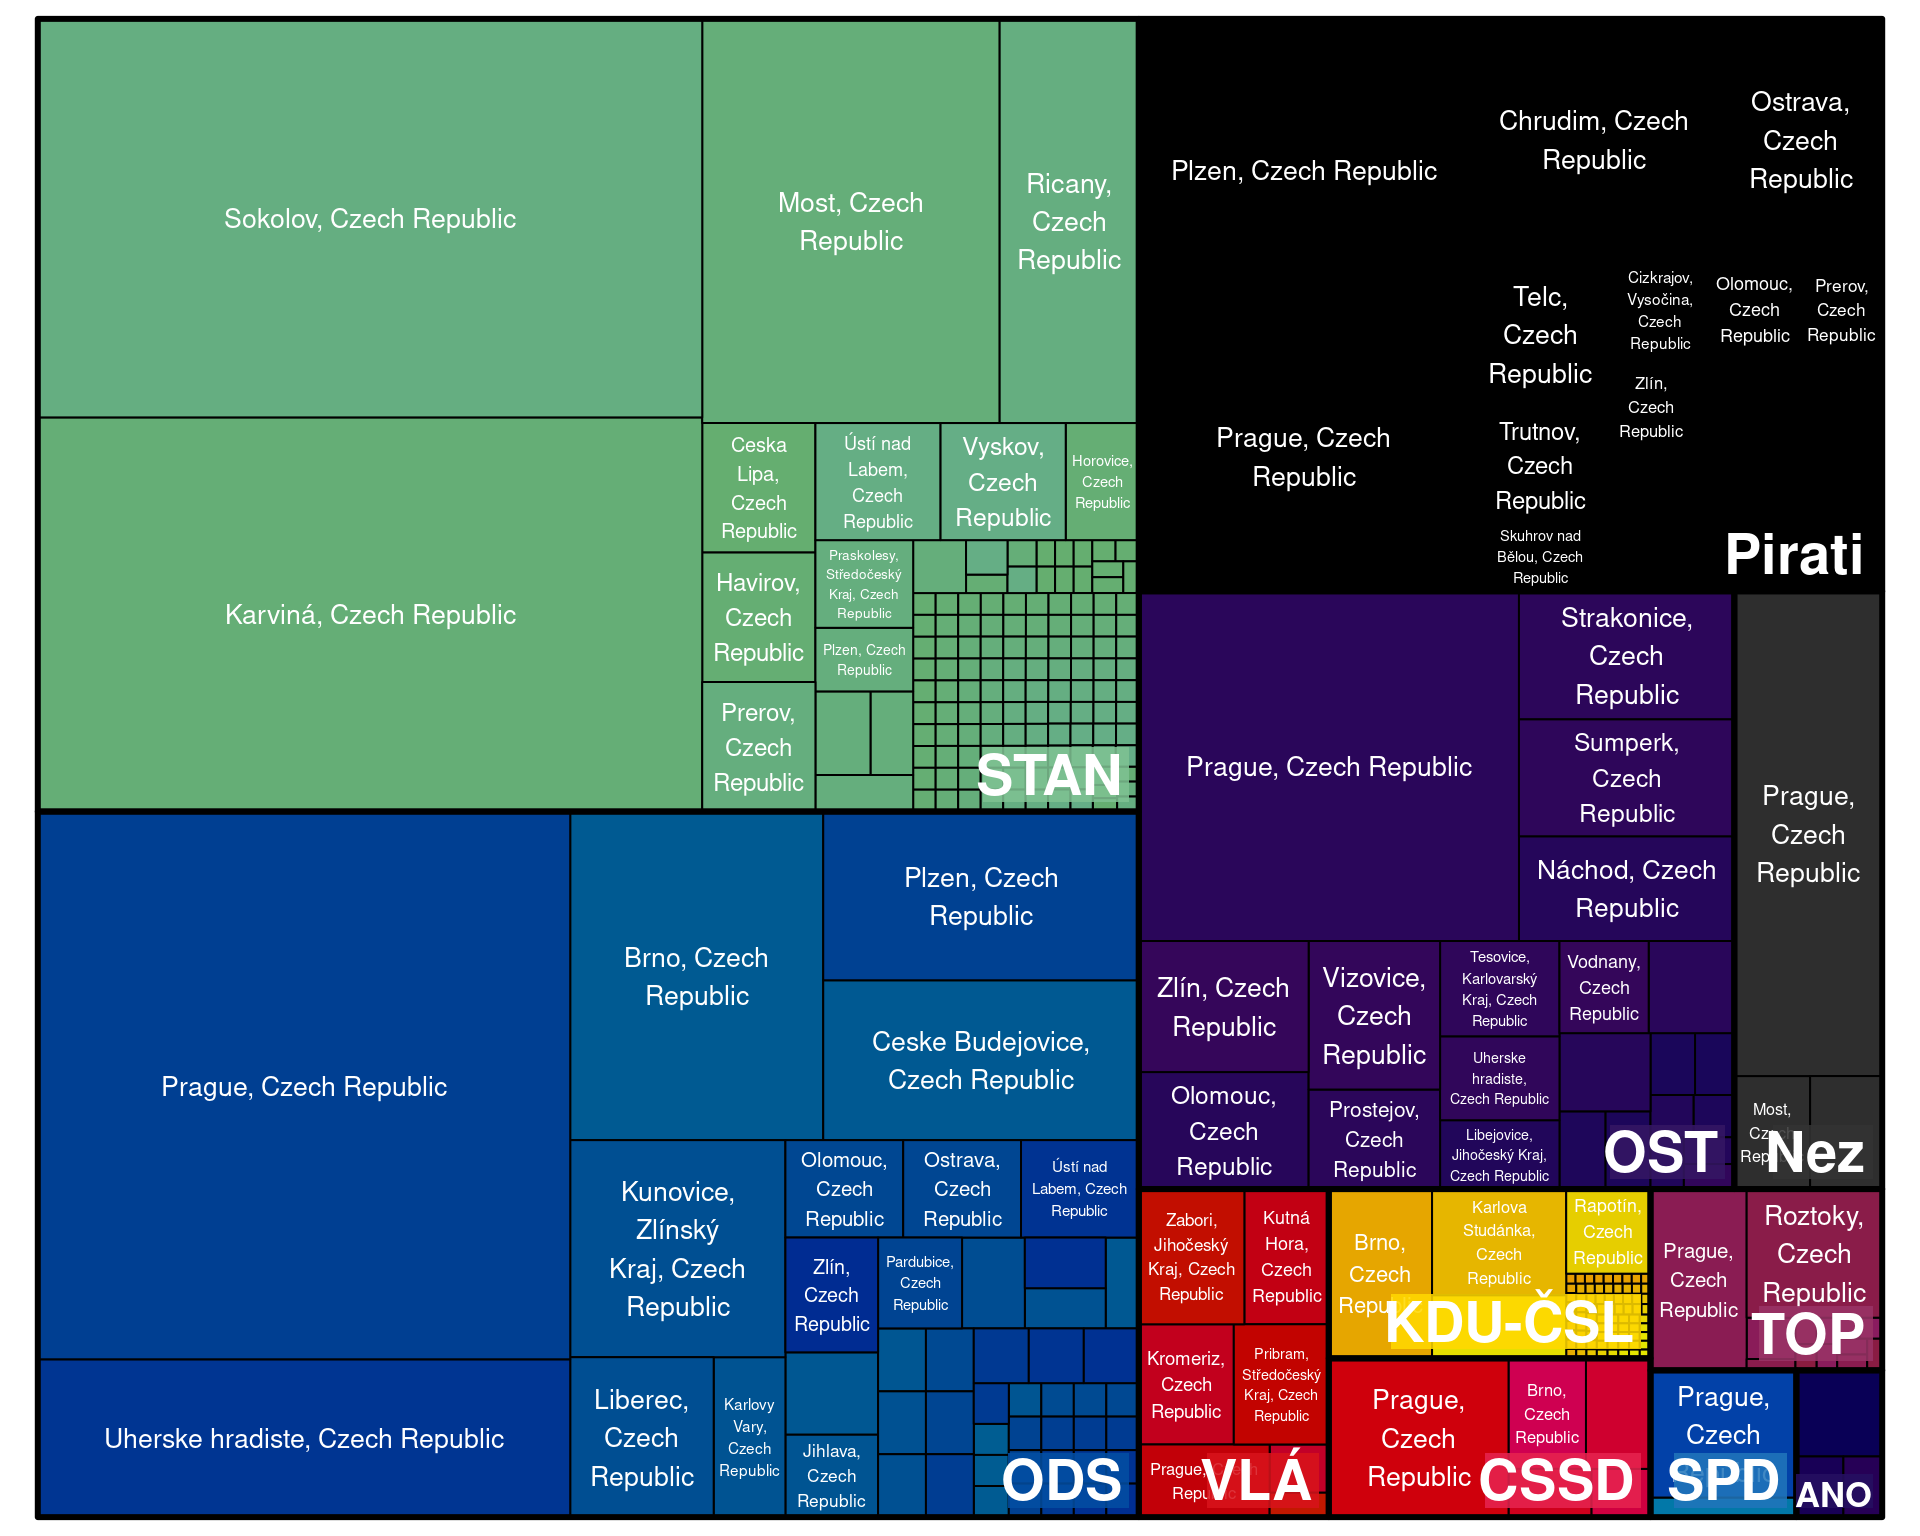 Sokolov, Czech Republic
Most, Czech
Republic
Ricany,
Czech
Republic
Karviná, Czech Republic
Ceska
Lipa,
Czech
Republic
Ústí nad
Labem,
Czech
Republic
Vyskov,
Czech
Republic
Horovice,
Czech
Republic
Havirov,
Czech
Republic
Praskolesy,
Středočeský
Kraj, Czech
Republic
Plzen, Czech
Republic
Prerov,
Czech
Republic
STAN
Plzen, Czech Republic
Chrudim, Czech
Republic
Ostrava,
Czech
Republic
Prague, Czech
Republic
Telc,
Czech
Republic
Cizkrajov,
Vysočina,
Czech
Republic
Olomouc,
Czech
Republic
Prerov,
Czech
Republic
Zlín,
Czech
Republic
Trutnov,
Czech
Republic
Skuhrov nad
Bělou, Czech
Republic
Pirati
Prague, Czech Republic
Uherske hradiste, Czech Republic
Brno, Czech
Republic
Plzen, Czech
Republic
Ceske Budejovice,
Czech Republic
Kunovice,
Zlínský
Kraj, Czech
Republic
Olomouc,
Czech
Republic
Ostrava,
Czech
Republic
Ústí nad
Labem, Czech
Republic
Zlín,
Czech
Republic
Pardubice,
Czech
Republic
Liberec,
Czech
Republic
Karlovy
Vary,
Czech
Republic
Jihlava,
Czech
Republic
ODS
Prague, Czech Republic
Strakonice,
Czech
Republic
Sumperk,
Czech
Republic
Náchod, Czech
Republic
Zlín, Czech
Republic
Vizovice,
Czech
Republic
Tesovice,
Karlovarský
Kraj, Czech
Republic
Vodnany,
Czech
Republic
Olomouc,
Czech
Republic
Prostejov,
Czech
Republic
Uherske
hradiste,
Czech Republic
Libejovice,
Jihočeský Kraj,
Czech Republic
OST
Prague,
Czech
Republic
Most,
Nez
Zabori,
Jihočeský
Kraj, Czech
Republic
Kutná
Hora,
Czech
Republic
Kromeriz,
Czech
Republic
Pribram,
Středočeský
Kraj, Czech
Republic
Prague,
VLÁ
Brno,
Czech
Karlova
Studánka,
Czech
Republic
Rapotín,
Czech
Republic
KDU-ČSL
Prague,
Czech
Republic
Roztoky,
Czech
Republic
TOP
Prague,
Czech
Republic
Brno,
Czech
Republic
CSSD
Prague,
Czech
SPD
ANO